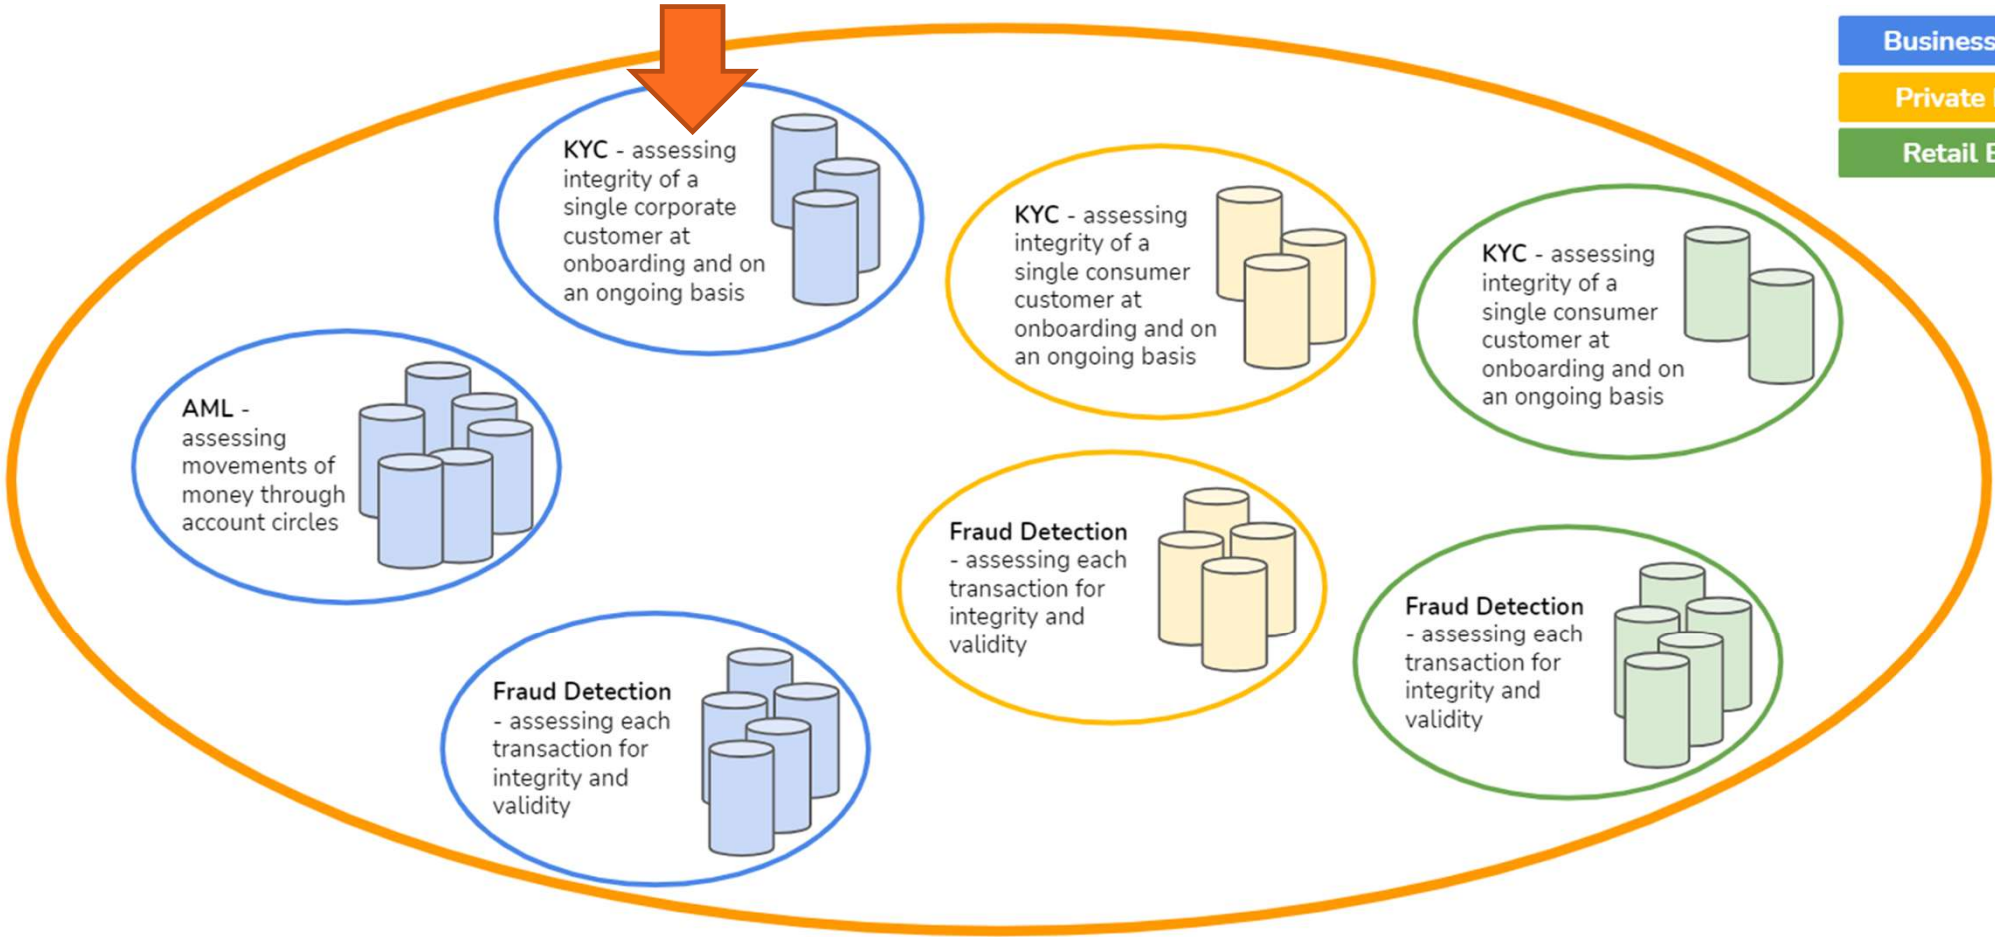 Business
Private
Retail
KYC - assessing
integrity of a
single corporate
customer at
onboarding and on
an ongoing basis
KYC - assessing
integrity of a
single consumer
customer at
onboarding and on
an ongoing basis
KYC - assessing
integrity of a
single consumer
customer at
onboarding and on
an ongoing basis
AML -
assessing
movements of
money through
account circles
Fraud Detection
- assessing each
transaction for
integrity and
validity
Fraud Detection
- assessing each
transaction for
integrity and
validity
Fraud Detection
- assessing each
transaction for
integrity and
validity